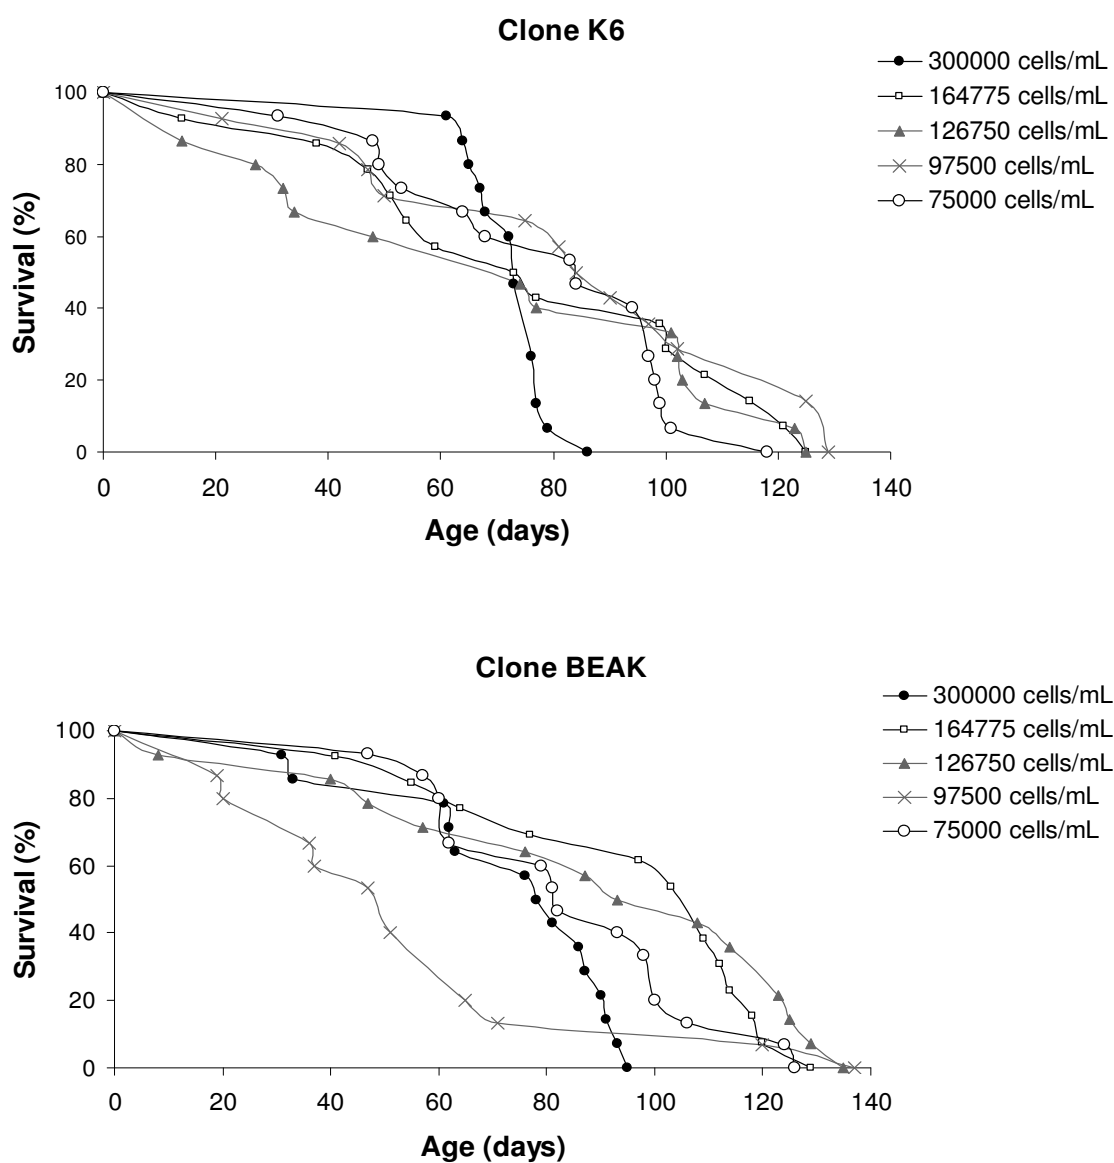 Clone K6
300000 cells/mL
164775 cells/mL
126750 cells/mL
97500 cells/mL
75000 cells/mL
Survival (%)
100
80
60
40
20
0
0 20 40 60 80 100 120 140
Age (days)
Clone BEAK
300000 cells/mL
164775 cells/mL
126750 cells/mL
97500 cells/mL
75000 cells/mL
Survival (%)
100
80
60
40
20
0
0 20 40 60 80 100 120 140
Age (days)